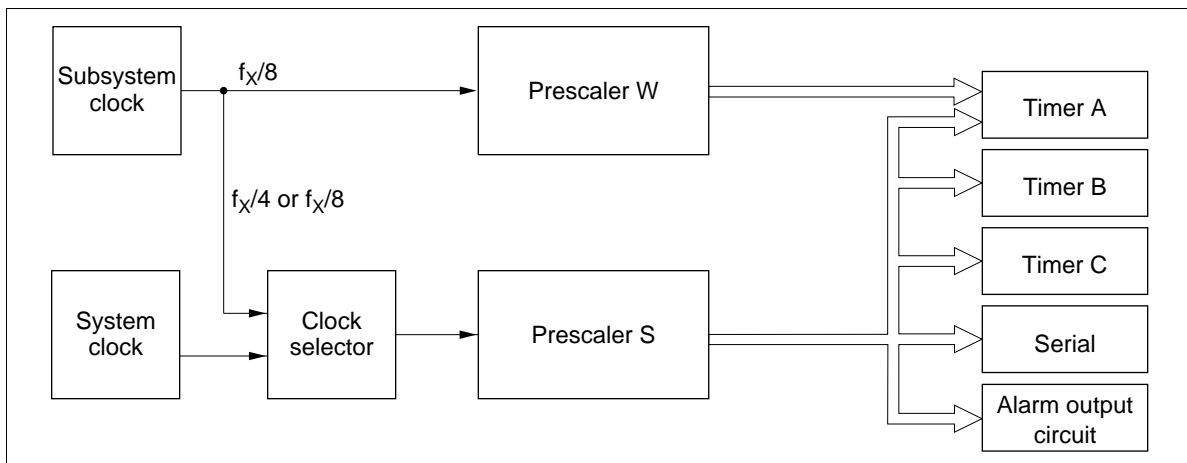 Subsystem
clock
fX/8
Prescaler W
Timer A
Timer B
fX/4 or fX/8
Timer C
System
clock
Clock
selector
Prescaler S
Serial
Alarm output
circuit